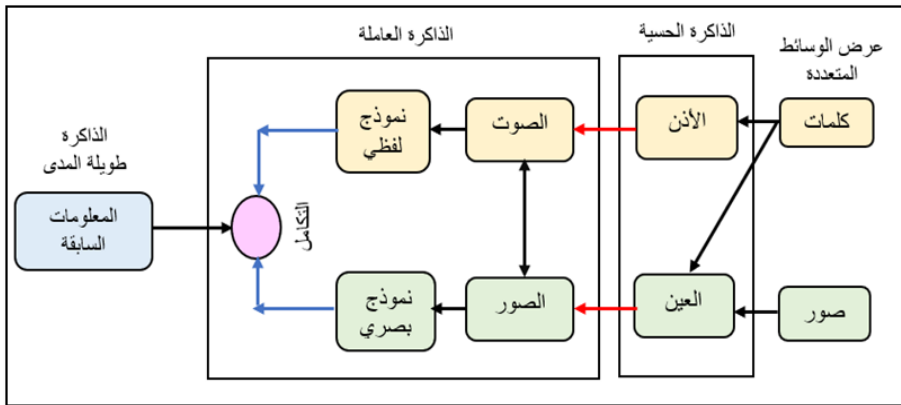 عرض الوسائط
المتعددة
الذاكرة الحسية
الذاكرة العاملة
الذاكرة
طويلة المدى
كلمات
الأذن
الصوت
نموذج
لفظي
التكامل
المعلومات
السابقة
صور
العين
الصور
نموذج
بصري